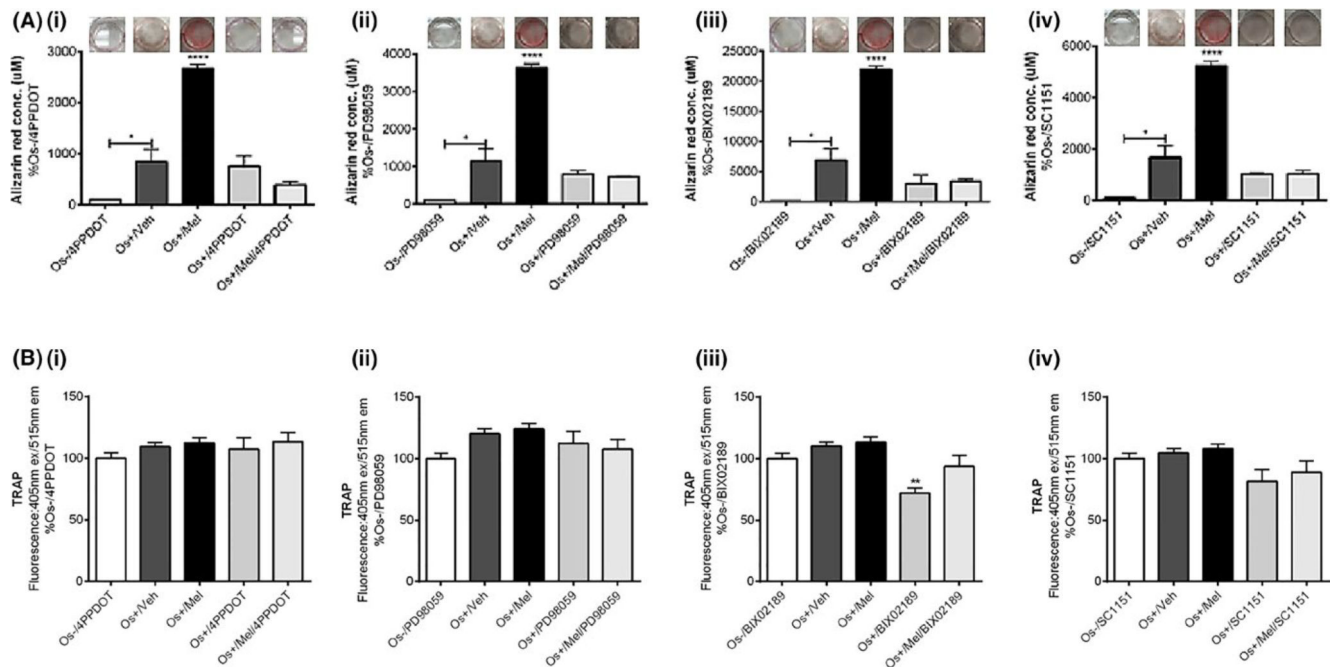 (A) (i)
Alizarin red conc. (uM)
%Os-/4PPDOT
3000
2000
1000
0
****
*
Os-/4PPDOT
Os+/Veh
Os+/Mel
Os+/4PPDOT
Os+/Mel/4PPDOT
(ii)
Alizarin red conc. (uM)
%Os-/PD98059
4000
3000
2000
1000
0
****
*
Os-/PD98059
Os+/Veh
Os+/Mel
Os+/PD98059
Os+/Mel/PD98059
(iii)
Alizarin red conc. (uM)
%Os-/BIX02189
25000
20000
15000
10000
5000
0
****
*
Os-/BIX02189
Os+/Veh
Os+/Mel
Os+/BIX02189
Os+/Mel/BIX02189
(iv)
Alizarin red conc. (uM)
%Os-/SC1151
6000
4000
2000
0
****
*
Os-/SC1151
Os+/Veh
Os+/Mel
Os+/SC1151
Os+/Mel/SC1151
(B) (i)
TRAP
Fluorescence:405nm ex/515nm em
%Os-/4PPDOT
150
100
50
0
Os-/4PPDOT
Os+/Veh
Os+/Mel
Os+/4PPDOT
Os+/Mel/4PPDOT
(ii)
TRAP
Fluorescence:405nm ex/515nm em
%Os-/PD98059
150
100
50
0
Os-/PD98059
Os+/Veh
Os+/Mel
Os+/PD98059
Os+/Mel/PD98059
(iii)
TRAP
Fluorescence:405nm ex/515nm em
%Os-/BIX02189
150
100
50
0
**
Os-/BIX02189
Os+/Veh
Os+/Mel
Os+/BIX02189
Os+/Mel/BIX02189
(iv)
TRAP
Fluorescence:405nm ex/515nm em
%Os-/SC1151
150
100
50
0
Os-/SC1151
Os+/Veh
Os+/Mel
Os+/SC1151
Os+/Mel/SC1151